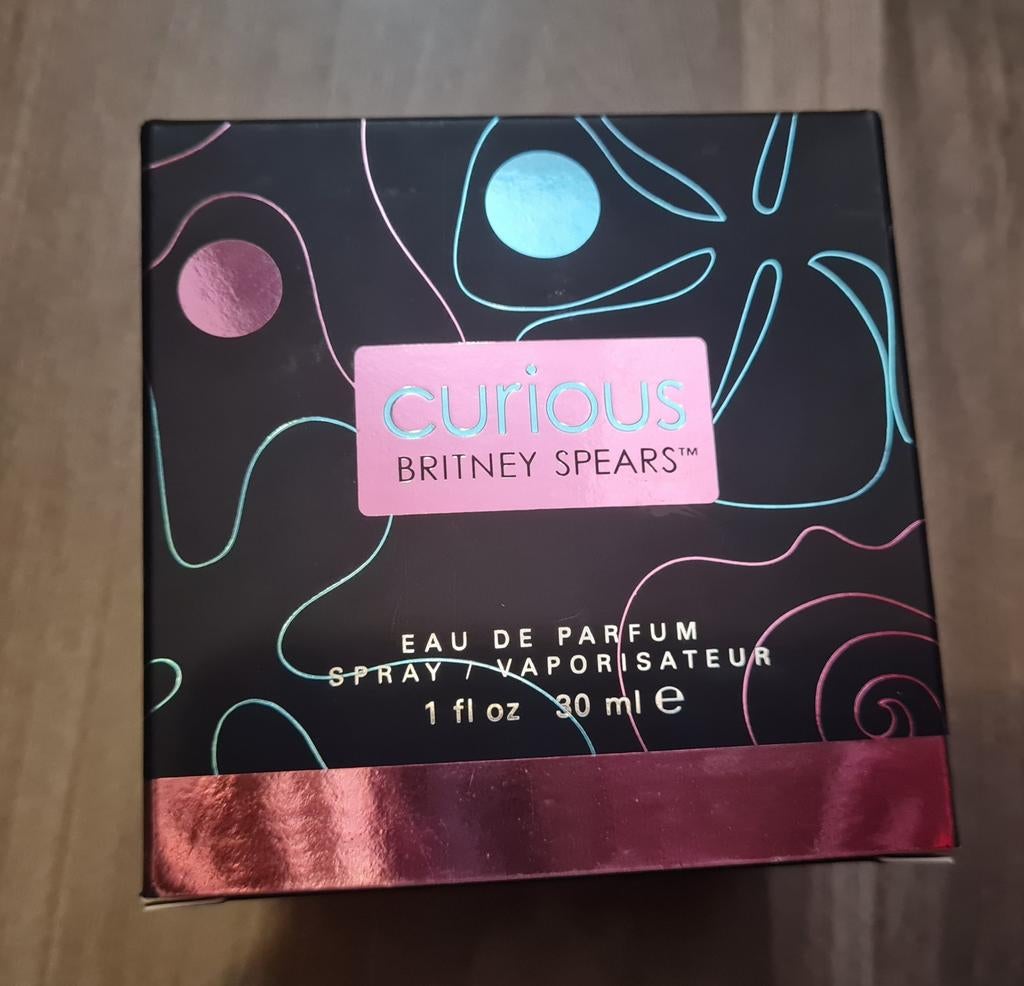 curious
BRITNEY SPEARS™
EAU DE PARFUM
SPRAY / VAPORISATEUR
1 fl oz 30 ml ℮